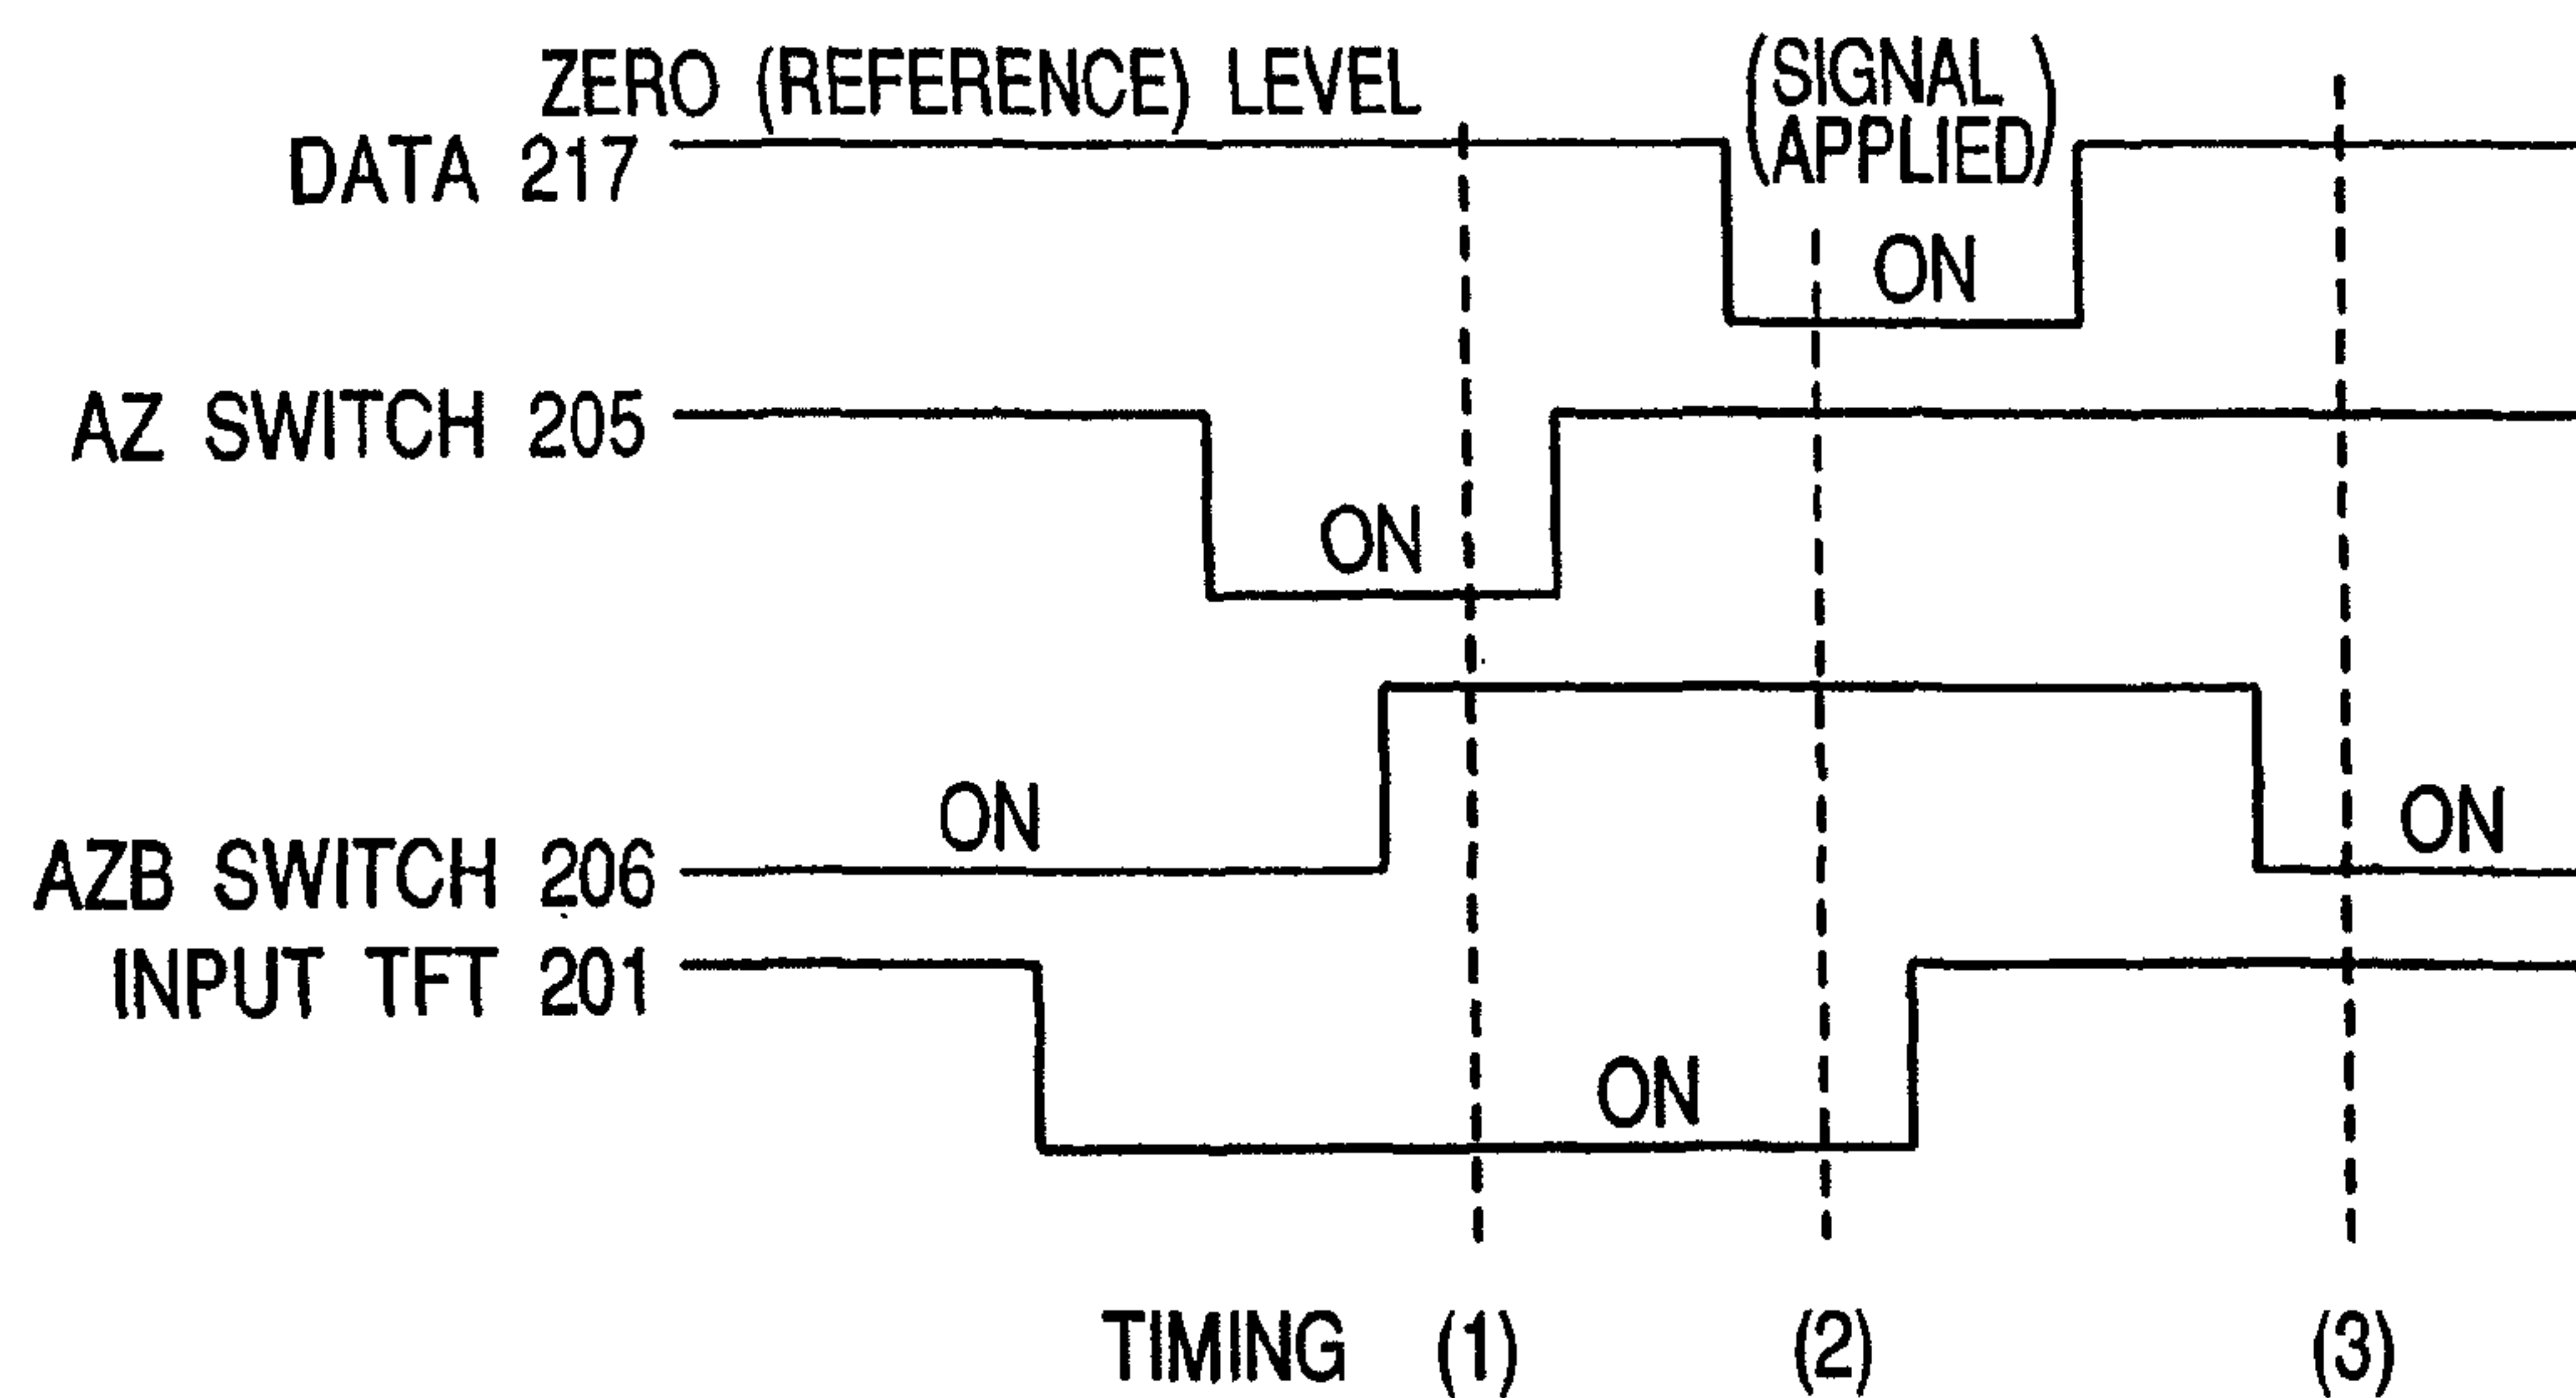 ZERO (REFERENCE) LEVEL
(SIGNAL
APPLIED)
DATA 217
ON
AZ SWITCH 205
ON
ON
ON
AZB SWITCH 206
INPUT TFT 201
ON
TIMING (1) (2) (3)